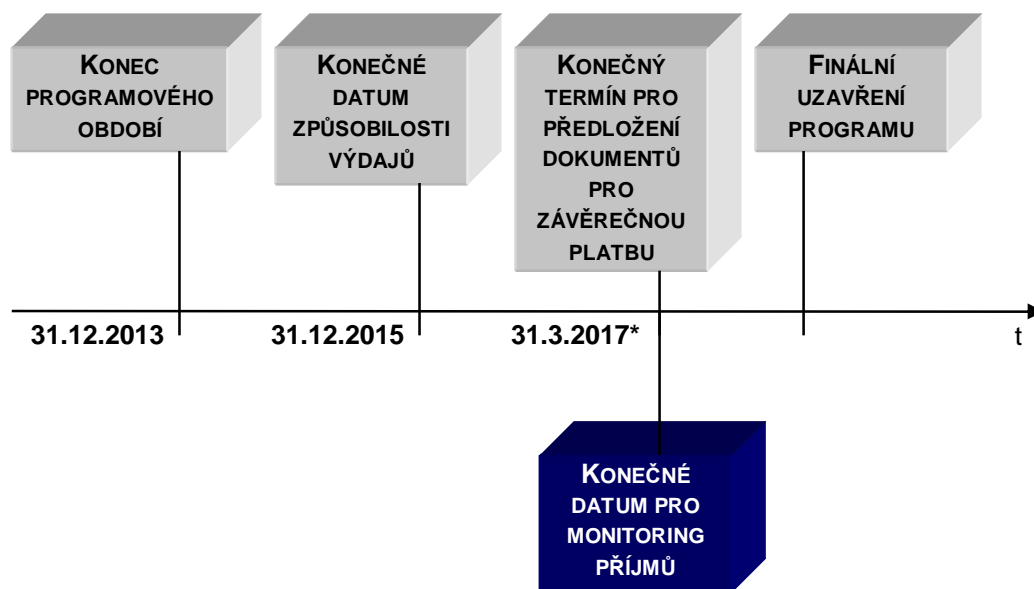 KONEC
PROGRAMOVÉHO
OBDOBÍ
KONEČNÉ
DATUM
ZPŮSOBILOSTI
VÝDAJŮ
KONEČNÝ
TERMÍN PRO
PŘEDLOŽENÍ
DOKUMENTŮ
PRO
ZÁVĚREČNOU
PLATBU
FINÁLNÍ
UZAVŘENÍ
PROGRAMU
31.12.2013
31.12.2015
31.3.2017*
t
KONEČNÉ
DATUM PRO
MONITORING
PŘÍJMŮ